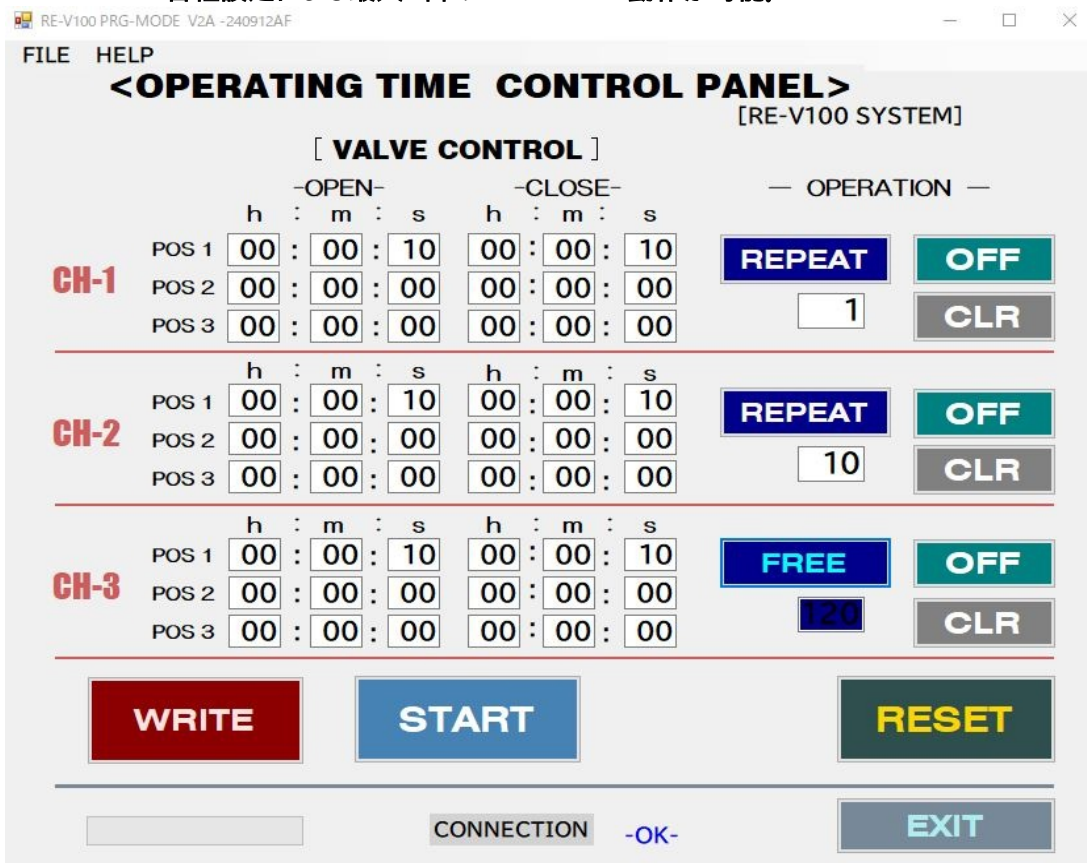 RE-V100 PRG-MODE V2A -240912AF
FILE HELP
<OPERATING TIME CONTROL PANEL>
[RE-V100 SYSTEM]
[ VALVE CONTROL ]
-OPEN- -CLOSE- — OPERATION —
h : m : s h : m : s
CH-1
POS 1 00 : 00 : 10 00 : 00 : 10 REPEAT OFF
POS 2 00 : 00 : 00 00 : 00 : 00
POS 3 00 : 00 : 00 00 : 00 : 00 1 CLR
h : m : s h : m : s
CH-2
POS 1 00 : 00 : 10 00 : 00 : 10 REPEAT OFF
POS 2 00 : 00 : 00 00 : 00 : 00
POS 3 00 : 00 : 00 00 : 00 : 00 10 CLR
h : m : s h : m : s
CH-3
POS 1 00 : 00 : 10 00 : 00 : 10 FREE OFF
POS 2 00 : 00 : 00 00 : 00 : 00
POS 3 00 : 00 : 00 00 : 00 : 00 120 CLR
WRITE START RESET
CONNECTION -OK- EXIT